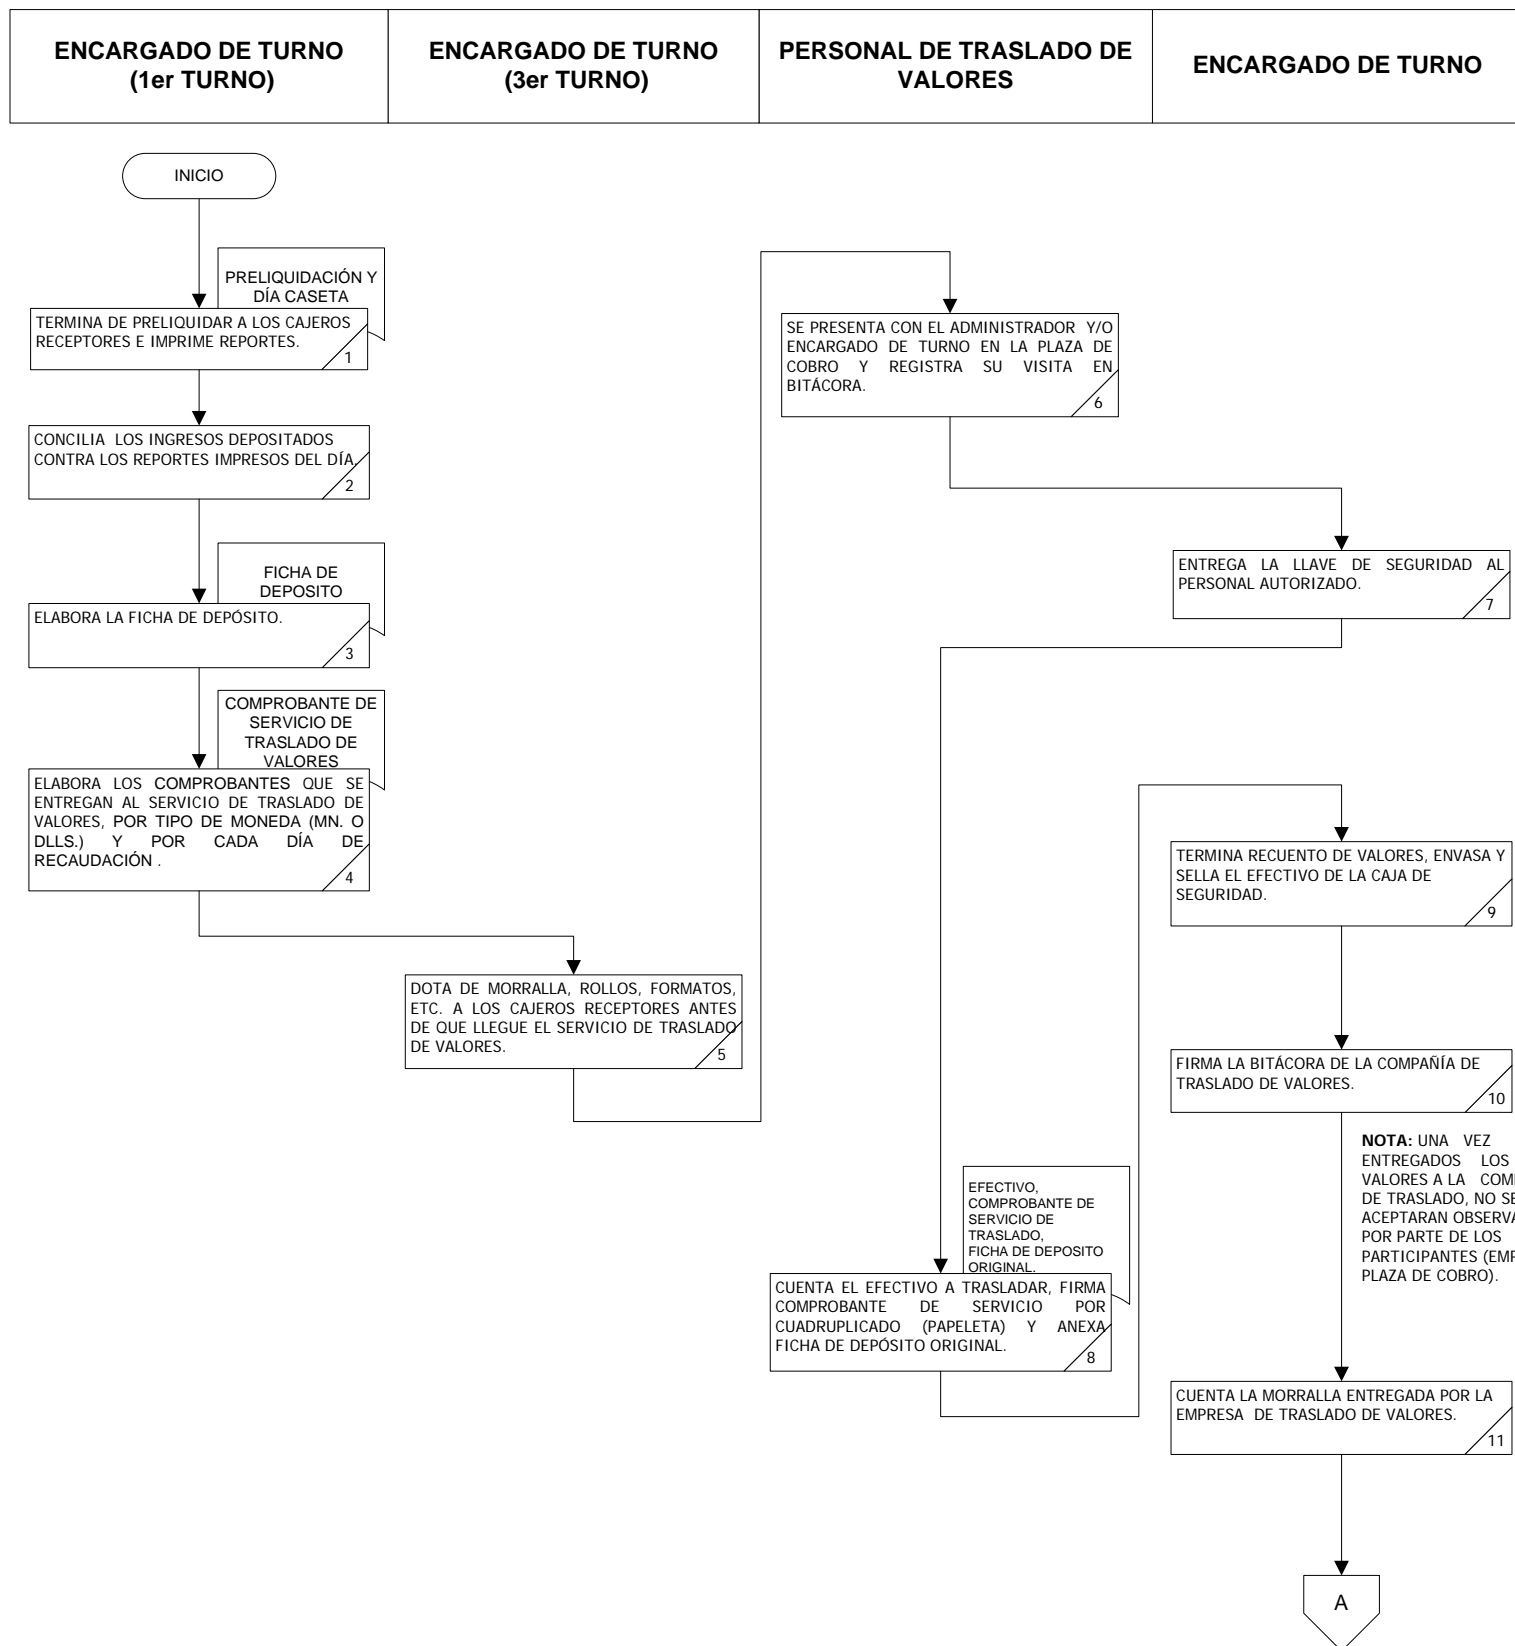 ENCARGADO DE TURNO
(1er TURNO)
ENCARGADO DE TURNO
(3er TURNO)
PERSONAL DE TRASLADO DE
VALORES
ENCARGADO DE TURNO
INICIO
PRELIQUIDACIÓN Y
DÍA CASETA
TERMINA DE PRELIQUIDAR A LOS CAJEROS
RECEPTORES E IMPRIME REPORTES.
1
CONCILIA LOS INGRESOS DEPOSITADOS
CONTRA LOS REPORTES IMPRESOS DEL DÍA.
2
FICHA DE
DEPOSITO
ELABORA LA FICHA DE DEPÓSITO.
3
COMPROBANTE DE
SERVICIO DE
TRASLADO DE
VALORES
ELABORA LOS COMPROBANTES QUE SE
ENTREGAN AL SERVICIO DE TRASLADO DE
VALORES, POR TIPO DE MONEDA (MN. O
DLLS.) Y POR CADA DÍA DE
RECAUDACIÓN .
4
DOTA DE MORRALLA, ROLLOS, FORMATOS,
ETC. A LOS CAJEROS RECEPTORES ANTES
DE QUE LLEGUE EL SERVICIO DE TRASLADO
DE VALORES.
5
SE PRESENTA CON EL ADMINISTRADOR Y/O
ENCARGADO DE TURNO EN LA PLAZA DE
COBRO Y REGISTRA SU VISITA EN
BITÁCORA.
6
ENTREGA LA LLAVE DE SEGURIDAD AL
PERSONAL AUTORIZADO.
7
EFECTIVO,
COMPROBANTE DE
SERVICIO DE
TRASLADO,
FICHA DE DEPOSITO
ORIGINAL.
CUENTA EL EFECTIVO A TRASLADAR, FIRMA
COMPROBANTE DE SERVICIO POR
CUADRUPLICADO (PAPELETA) Y ANEXA
FICHA DE DEPÓSITO ORIGINAL.
8
TERMINA RECUENTO DE VALORES, ENVASA Y
SELLA EL EFECTIVO DE LA CAJA DE
SEGURIDAD.
9
FIRMA LA BITÁCORA DE LA COMPAÑÍA DE
TRASLADO DE VALORES.
10
NOTA: UNA VEZ
ENTREGADOS LOS
VALORES A LA
DE TRASLADO, NO
ACEPTARAN
POR PARTE DE LOS
PARTICIPANTES
PLAZA DE COBRO).
CUENTA LA MORRALLA ENTREGADA POR LA
EMPRESA DE TRASLADO DE VALORES.
11
A